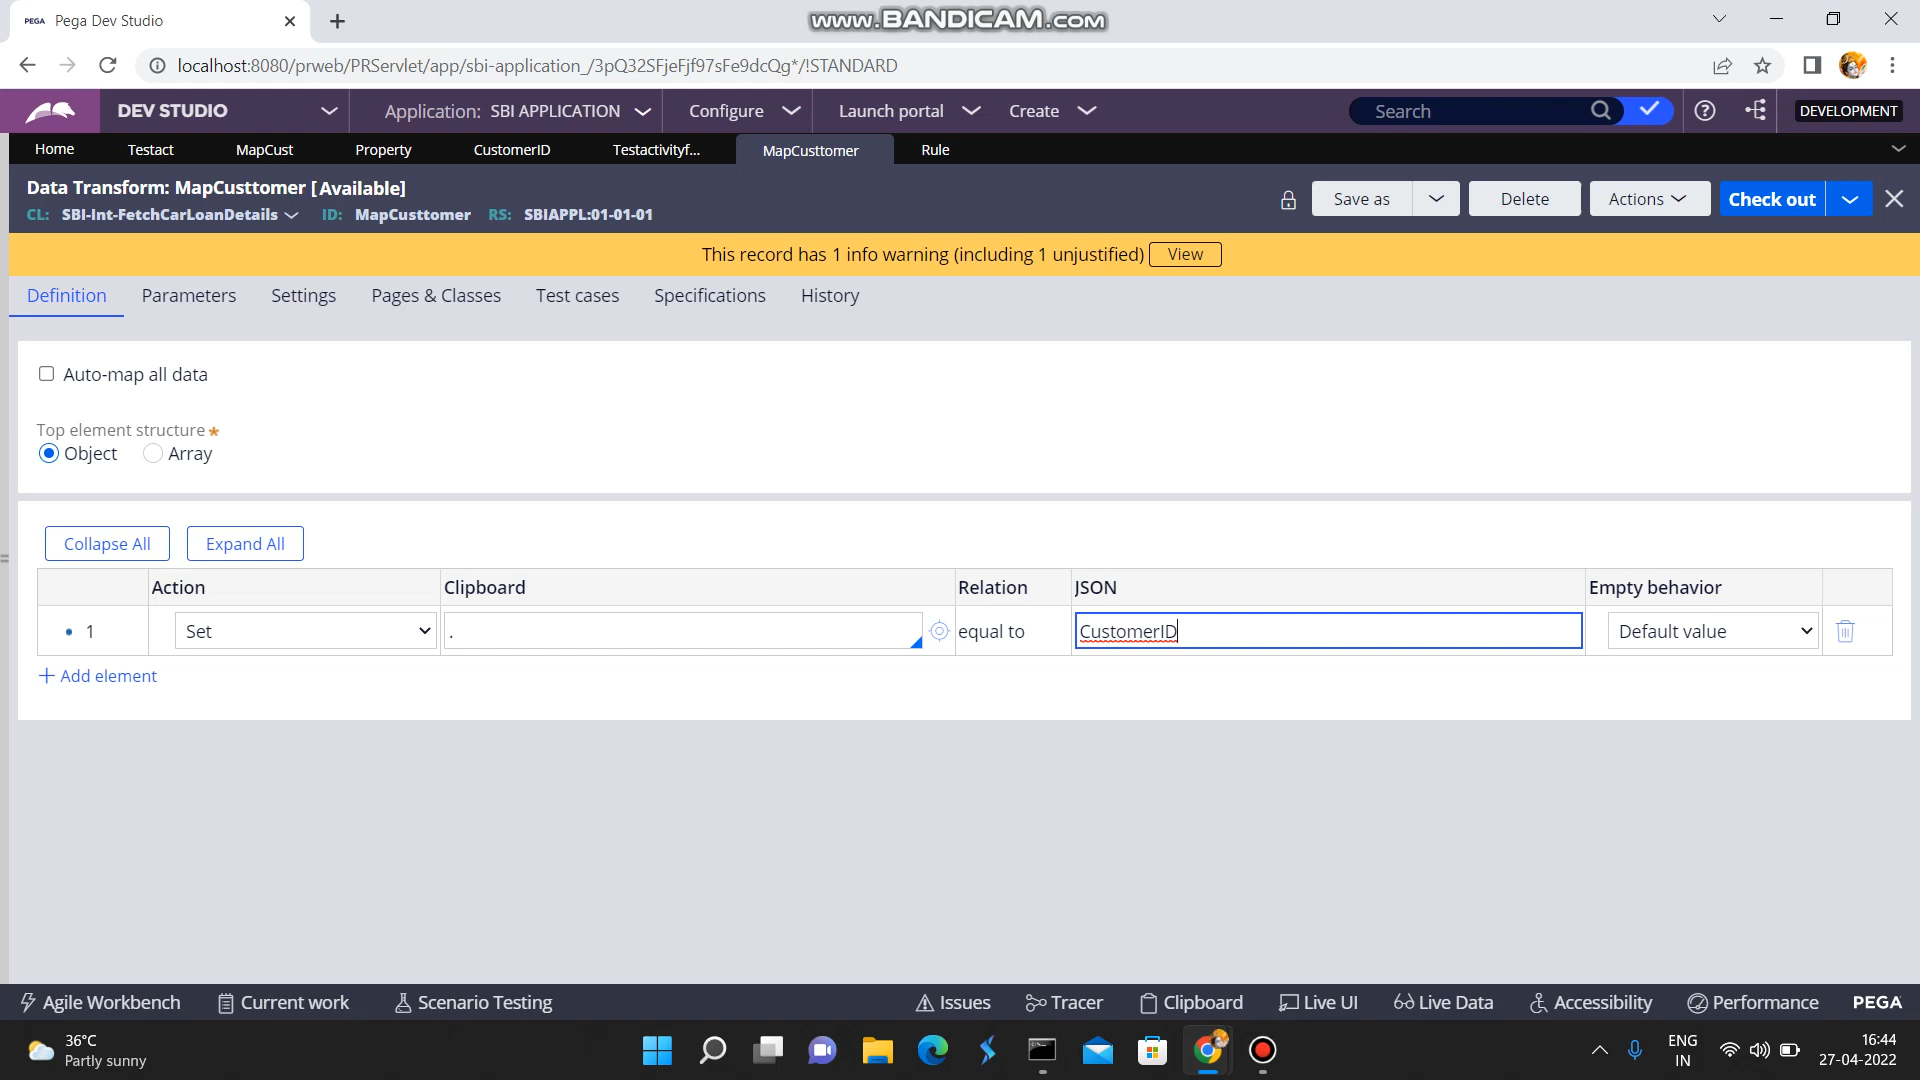 PEGA Pega Dev Studio
www.BANDICAM.com
localhost:8080/prweb/PRServlet/app/sbi-application_/3pQ32SFjeFjf97sFe9dcQg*/!STANDARD
DEV STUDIO Application: SBI APPLICATION Configure Launch portal Create Search DEVELOPMENT
Home Testact MapCust Property CustomerID Testactivityf... MapCusttomer Rule
Data Transform: MapCusttomer [Available]
CL: SBI-Int-FetchCarLoanDetails ID: MapCusttomer RS: SBIAPPL:01-01-01
Save as Delete Actions Check out
This record has 1 info warning (including 1 unjustified) View
Definition Parameters Settings Pages & Classes Test cases Specifications History
Auto-map all data
Top element structure
Object Array
Collapse All Expand All
Action Clipboard Relation JSON Empty behavior
1 Set . equal to CustomerID Default value
+ Add element
Agile Workbench Current work Scenario Testing Issues Tracer Clipboard Live UI Live Data Accessibility Performance PEGA
36°C
Partly sunny
ENG
IN
16:44
27-04-2022